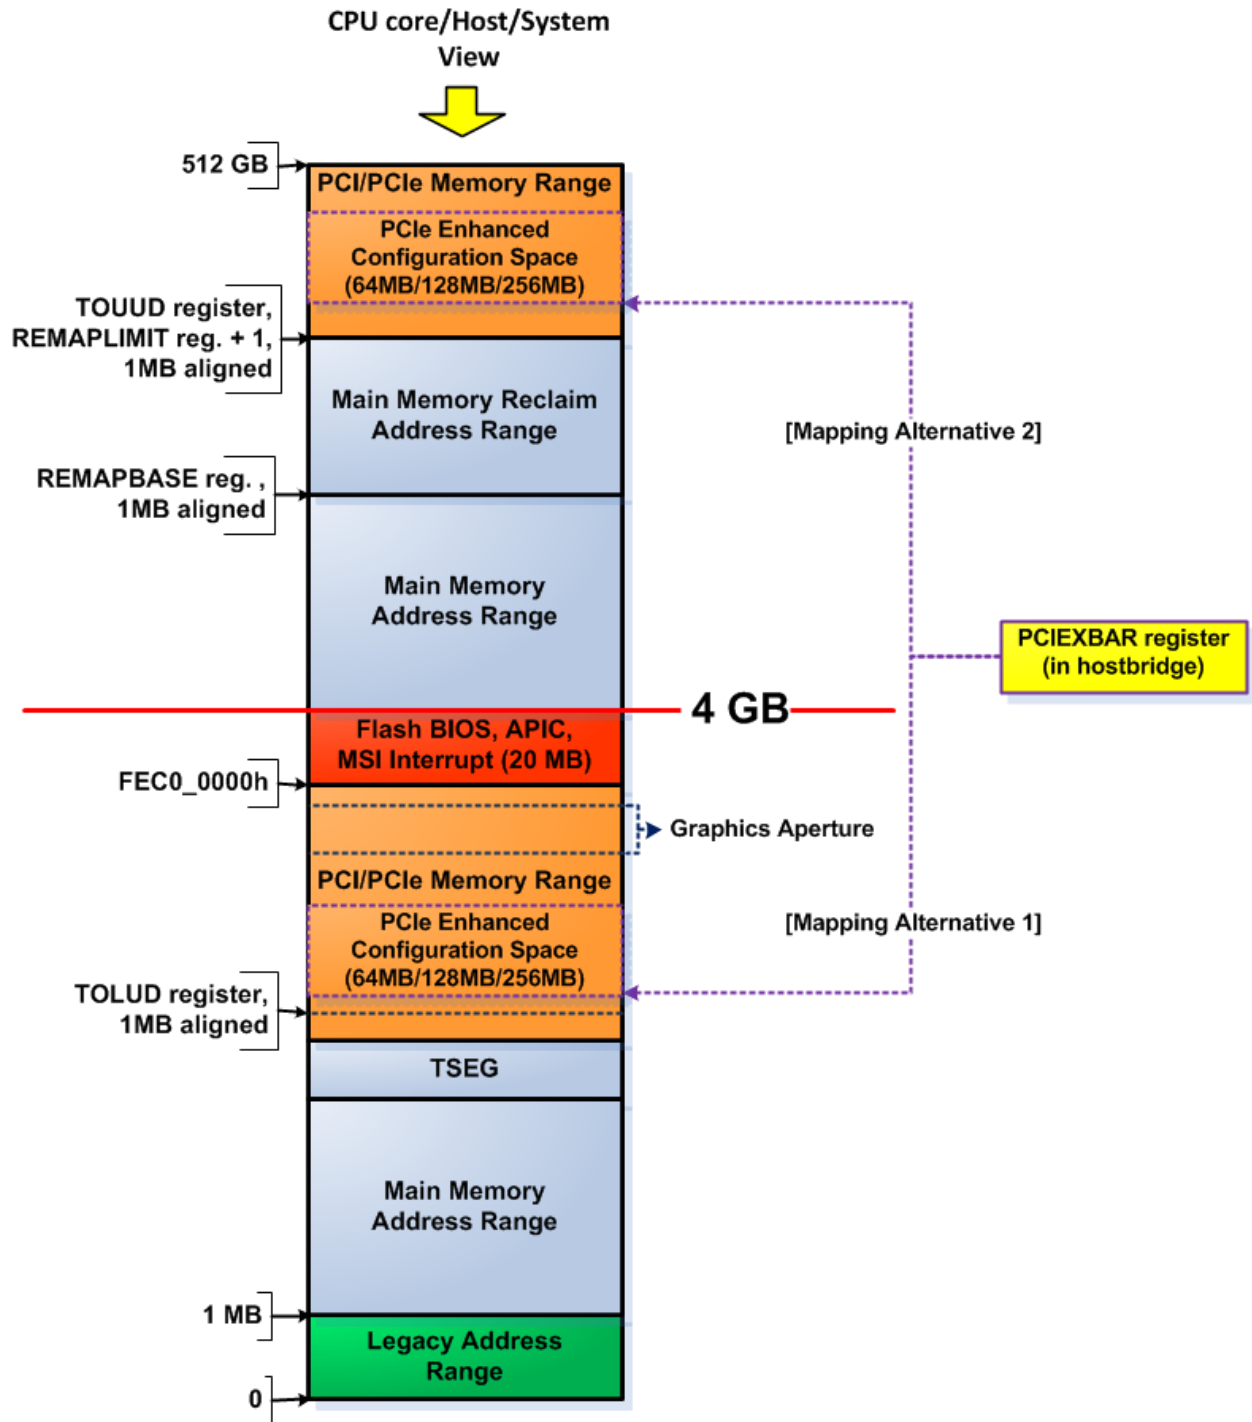 CPU core/Host/System
View
512 GB
PCI/PCIe Memory Range
PCIe Enhanced
Configuration Space
(64MB/128MB/256MB)
TOUUD register,
REMAPLIMIT reg. + 1,
1MB aligned
Main Memory Reclaim
Address Range
[Mapping Alternative 2]
REMAPBASE reg. ,
1MB aligned
Main Memory
Address Range
PCIEXBAR register
(in hostbridge)
4 GB
Flash BIOS, APIC,
MSI Interrupt (20 MB)
FEC0_0000h
Graphics Aperture
PCI/PCIe Memory Range
PCIe Enhanced
Configuration Space
(64MB/128MB/256MB)
[Mapping Alternative 1]
TOLUD register,
1MB aligned
TSEG
Main Memory
Address Range
1 MB
Legacy Address
Range
0